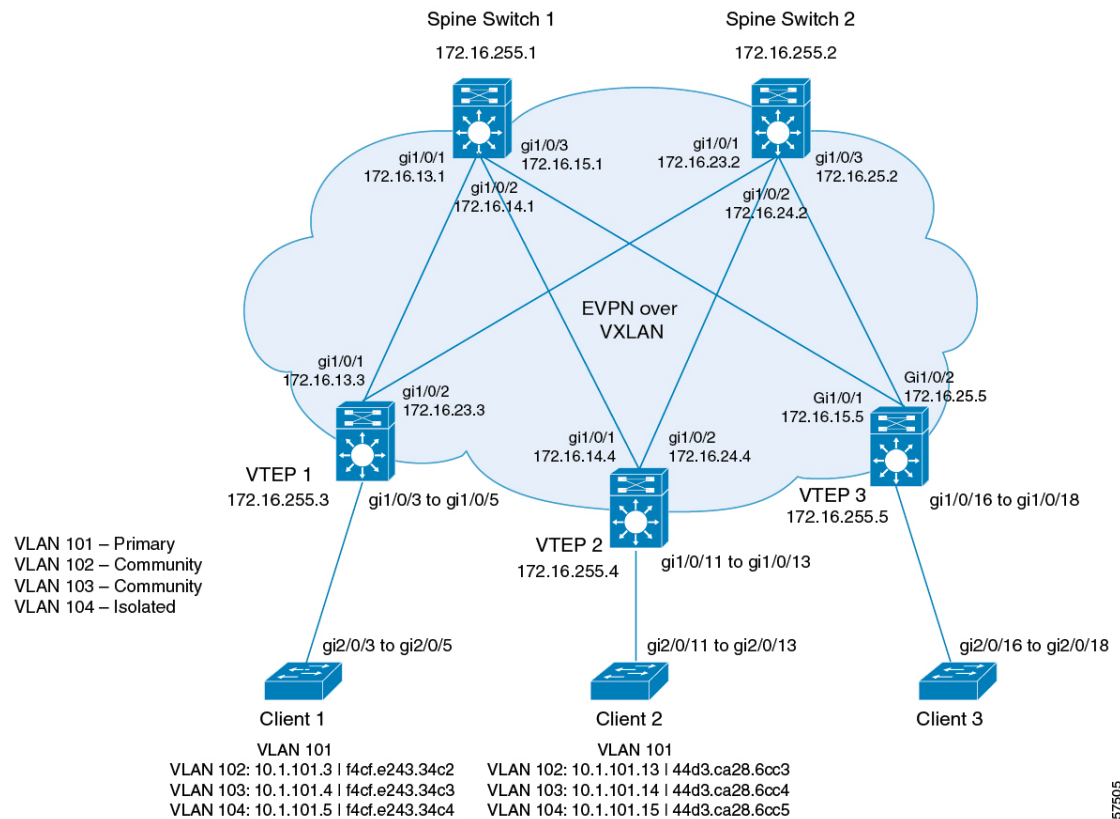 Spine Switch 1
172.16.255.1
Spine Switch 2
172.16.255.2
gi1/0/1
172.16.13.1
gi1/0/3
172.16.15.1
gi1/0/2
172.16.14.1
gi1/0/1
172.16.23.2
gi1/0/3
172.16.25.2
gi1/0/2
172.16.24.2
EVPN over
VXLAN
gi1/0/1
172.16.13.3
gi1/0/2
172.16.23.3
gi1/0/1
172.16.14.4
gi1/0/2
172.16.24.4
Gi1/0/1
172.16.15.5
Gi1/0/2
172.16.25.5
VTEP 1
172.16.255.3
gi1/0/3 to gi1/0/5
VTEP 2
172.16.255.4
gi1/0/11 to gi1/0/13
VTEP 3
172.16.255.5
gi1/0/16 to gi1/0/18
VLAN 101 – Primary
VLAN 102 – Community
VLAN 103 – Community
VLAN 104 – Isolated
gi2/0/3 to gi2/0/5
gi2/0/11 to gi2/0/13
gi2/0/16 to gi2/0/18
Client 1
Client 2
Client 3
VLAN 101
VLAN 102: 10.1.101.3 | f4cf.e243.34c2
VLAN 103: 10.1.101.4 | f4cf.e243.34c3
VLAN 104: 10.1.101.5 | f4cf.e243.34c4
VLAN 101
VLAN 102: 10.1.101.13 | 44d3.ca28.6cc3
VLAN 103: 10.1.101.14 | 44d3.ca28.6cc4
VLAN 104: 10.1.101.15 | 44d3.ca28.6cc5
57505